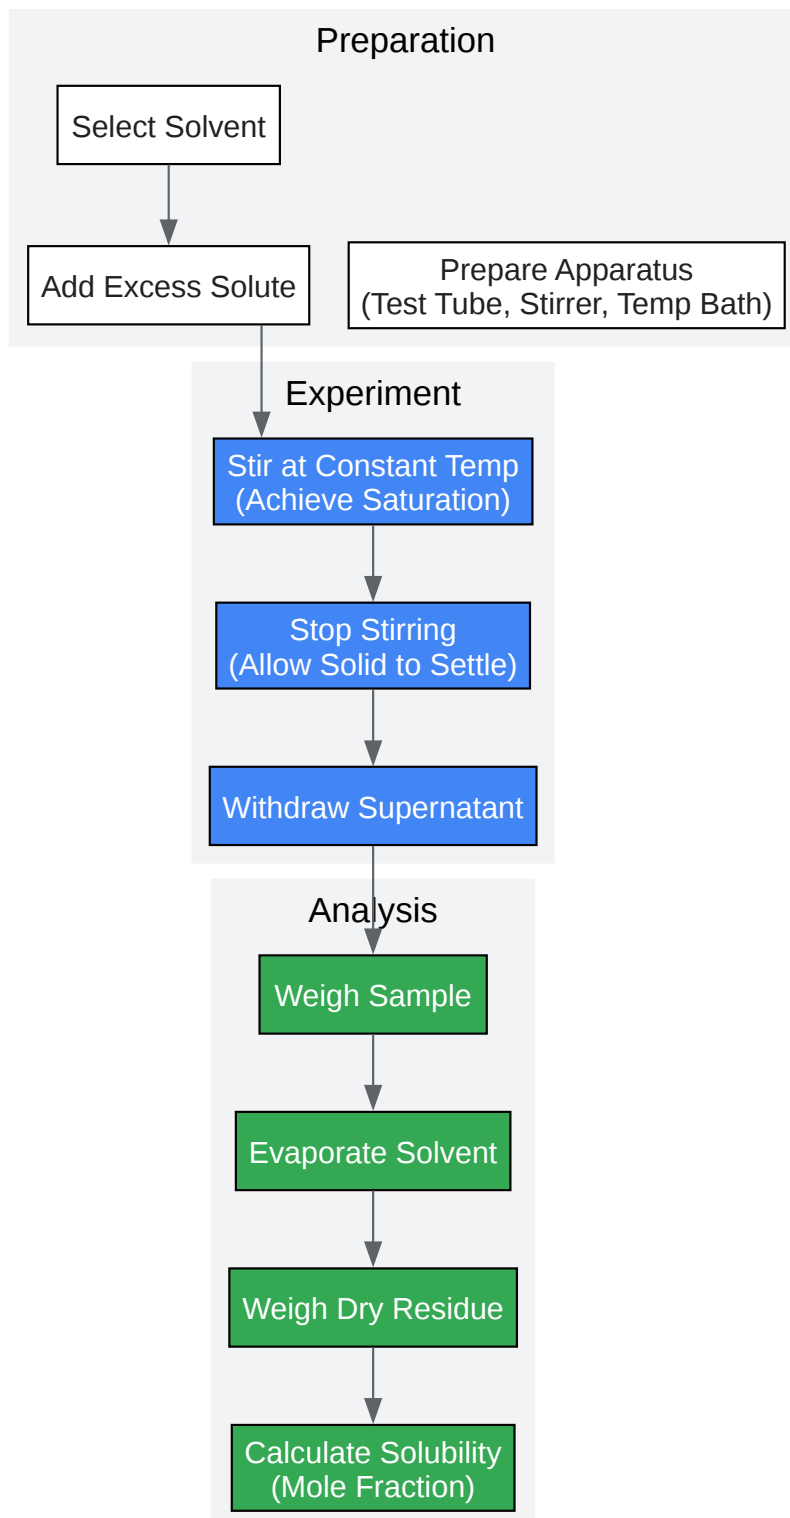 Preparation
Select Solvent
Add Excess Solute
Prepare Apparatus
(Test Tube, Stirrer, Temp Bath)
Experiment
Stir at Constant Temp
(Achieve Saturation)
Stop Stirring
(Allow Solid to Settle)
Withdraw Supernatant
Analysis
Weigh Sample
Evaporate Solvent
Weigh Dry Residue
Calculate Solubility
(Mole Fraction)